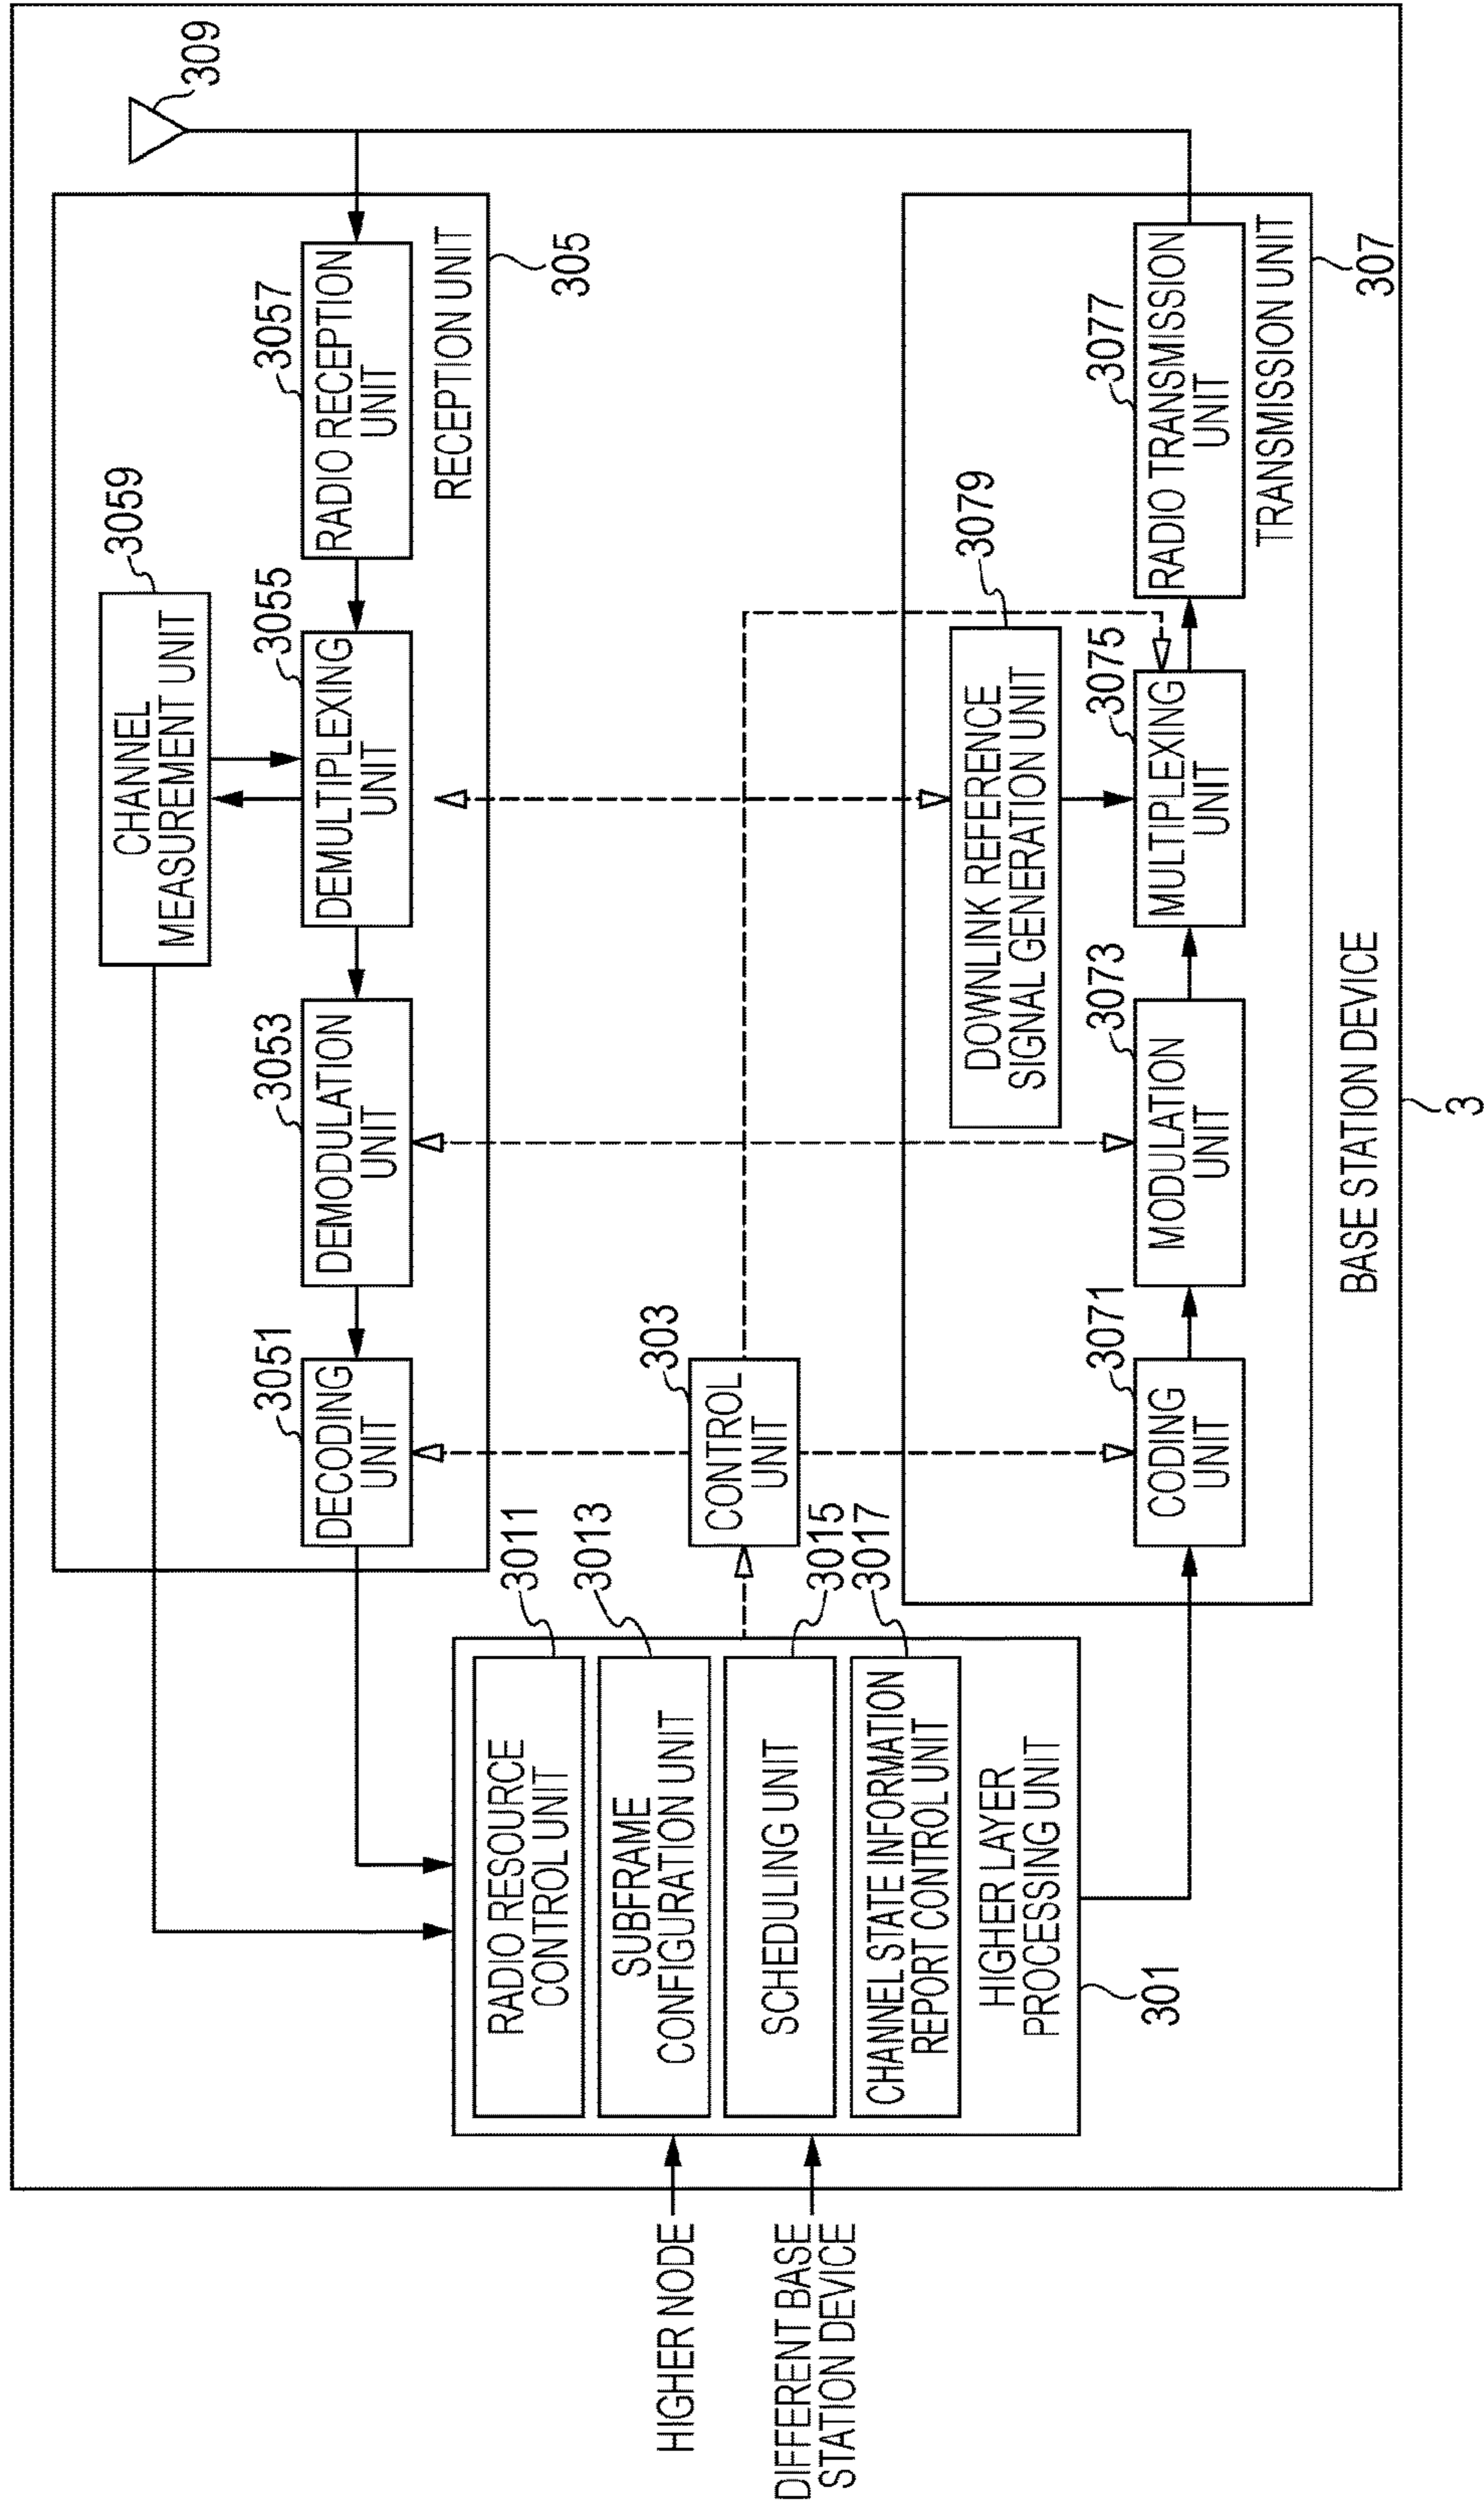 HIGHER NODE
DIFFERENT BASE
STATION DEVICE
RADIO RESOURCE
CONTROL UNIT
3011
SUBFRAME
CONFIGURATION UNIT
3013
SCHEDULING UNIT
3015
CHANNEL STATE INFORMATION
REPORT CONTROL UNIT
3017
HIGHER LAYER
PROCESSING UNIT
301
CONTROL
UNIT
303
CHANNEL
MEASUREMENT UNIT
3059
DECODING
UNIT
3051
DEMODULATION
UNIT
3053
DEMULTIPLEXING
UNIT
3055
RADIO RECEPTION
UNIT
3057
RECEPTION UNIT
305
309
DOWNLINK REFERENCE
SIGNAL GENERATION UNIT
3079
CODING
UNIT
3071
MODULATION
UNIT
3073
MULTIPLEXING
UNIT
3075
RADIO TRANSMISSION
UNIT
3077
TRANSMISSION UNIT
307
BASE STATION DEVICE
3